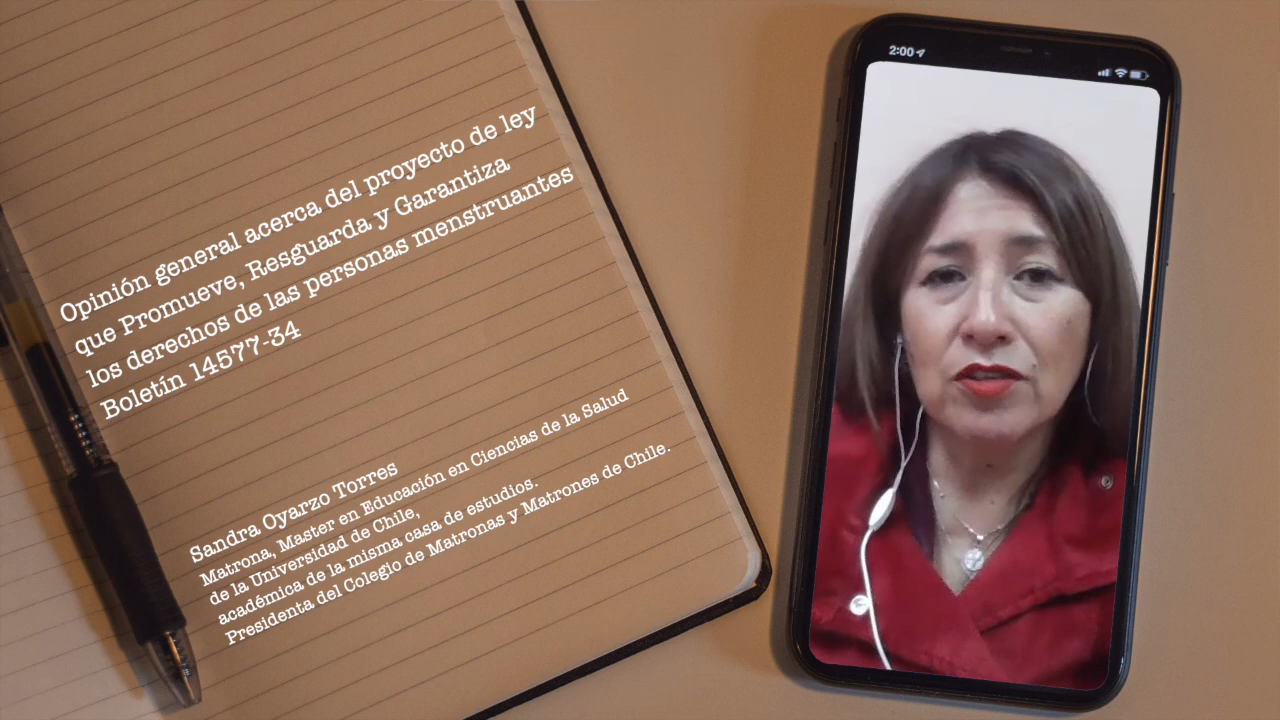 Opinión general acerca del proyecto de ley
que Promueve, Resguarda y Garantiza
los derechos de las personas menstruantes
Boletín 14577-34
Sandra Oyarzo Torres
Matrona, Master en Educación en Ciencias de la Salud
de la Universidad de Chile,
académica de la misma casa de estudios.
Presidenta del Colegio de Matronas y Matrones de Chile.
2:00